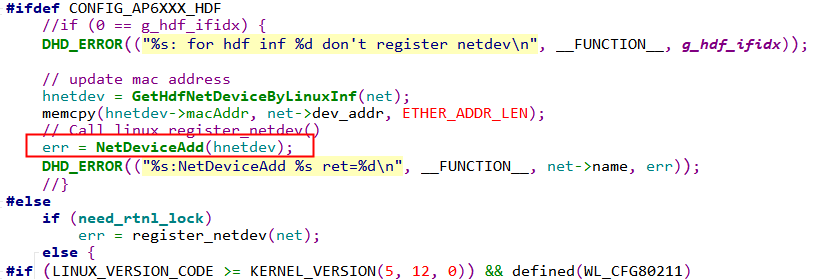 #ifdef CONFIG_AP6XXX_HDF
//if (0 == g_hdf_ifidx) {
DHD_ERROR(("%s: for hdf inf %d don't register netdev\n", __FUNCTION__, g_hdf_ifidx));
// update mac address
hnetdev = GetHdfNetDeviceByLinuxInf(net);
memcpy(hnetdev->macAddr, net->dev_addr, ETHER_ADDR_LEN);
// Call linux register_netdev()
err = NetDeviceAdd(hnetdev);
DHD_ERROR(("%s:NetDeviceAdd %s ret=%d\n", __FUNCTION__, net->name, err));
//}
#else
if (need_rtnl_lock)
err = register_netdev(net);
else {
#if (LINUX_VERSION_CODE >= KERNEL_VERSION(5, 12, 0)) && defined(WL_CFG80211)